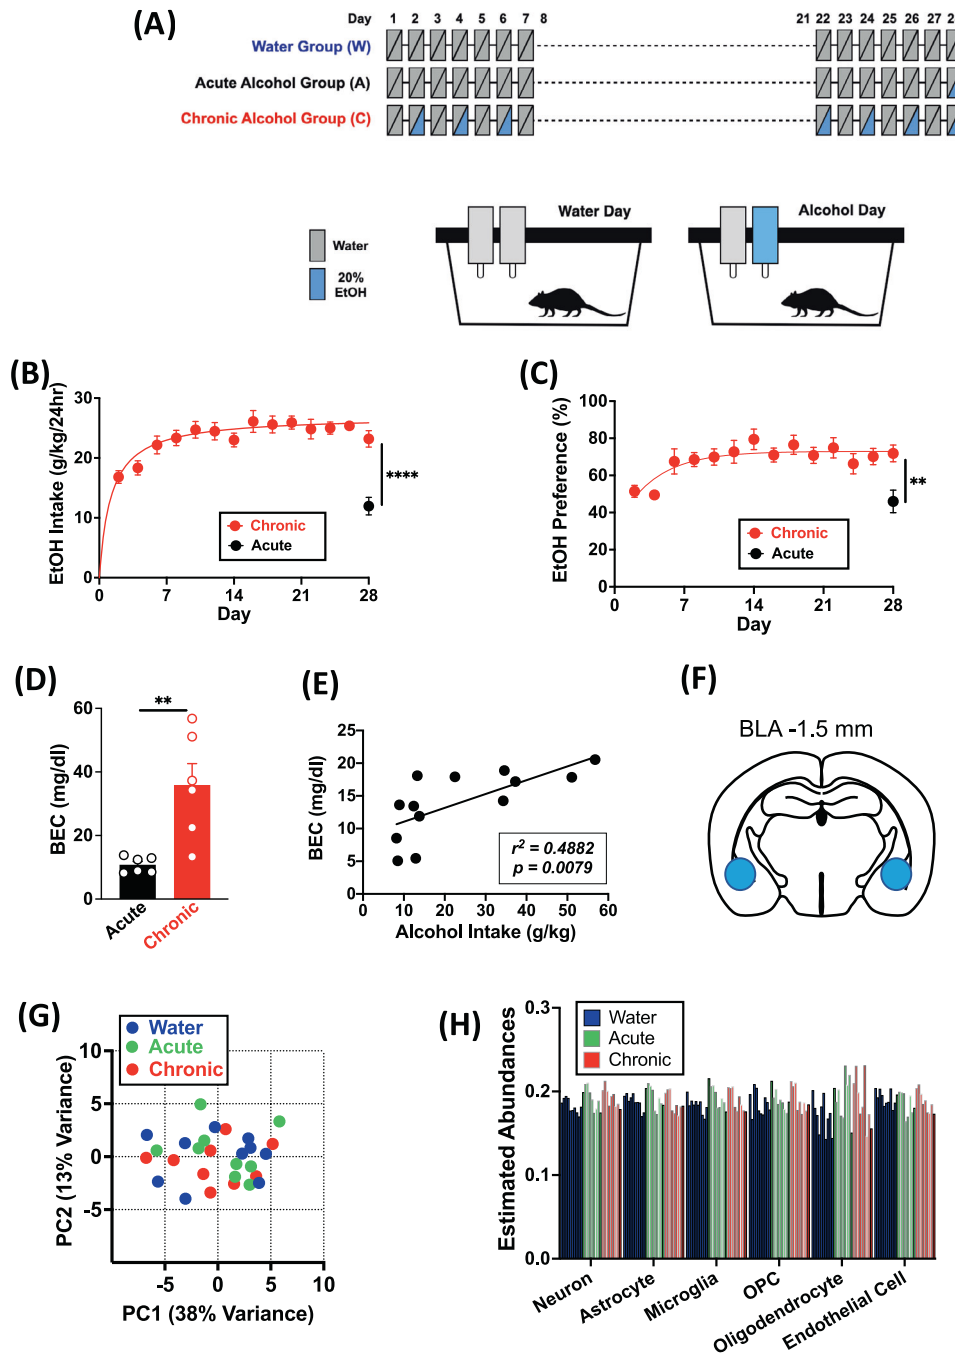 (A)
Day 1 2 3 4 5 6 7 8 21 22 23 24 25 26 27
Water Group (W)
Acute Alcohol Group (A)
Chronic Alcohol Group (C)
Water Day
Alcohol Day
Water
20%
EtOH
(B)
EtOH Intake (g/kg/24hr)
30
20
10
0
0 7 14 21 28
Day
****
Chronic
Acute
(C)
EtOH Preference (%)
100
80
60
40
20
0
7 14 21 28
Day
**
Chronic
Acute
(D)
BEC (mg/dl)
60
40
20
0
**
Acute
Chronic
(E)
BEC (mg/dl)
25
20
15
10
5
0
0 10 20 30 40 50 60
Alcohol Intake (g/kg)
r² = 0.4882
p = 0.0079
(F)
BLA -1.5 mm
(G)
Water
Acute
Chronic
PC2 (13% Variance)
10
5
0
-5
-5 0 5 10
PC1 (38% Variance)
(H)
Estimated Abundances
0.3
0.2
0.1
0.0
Water
Acute
Chronic
Neuron
Astrocyte
Microglia
OPC
Oligodendrocyte
Endothelial Cell